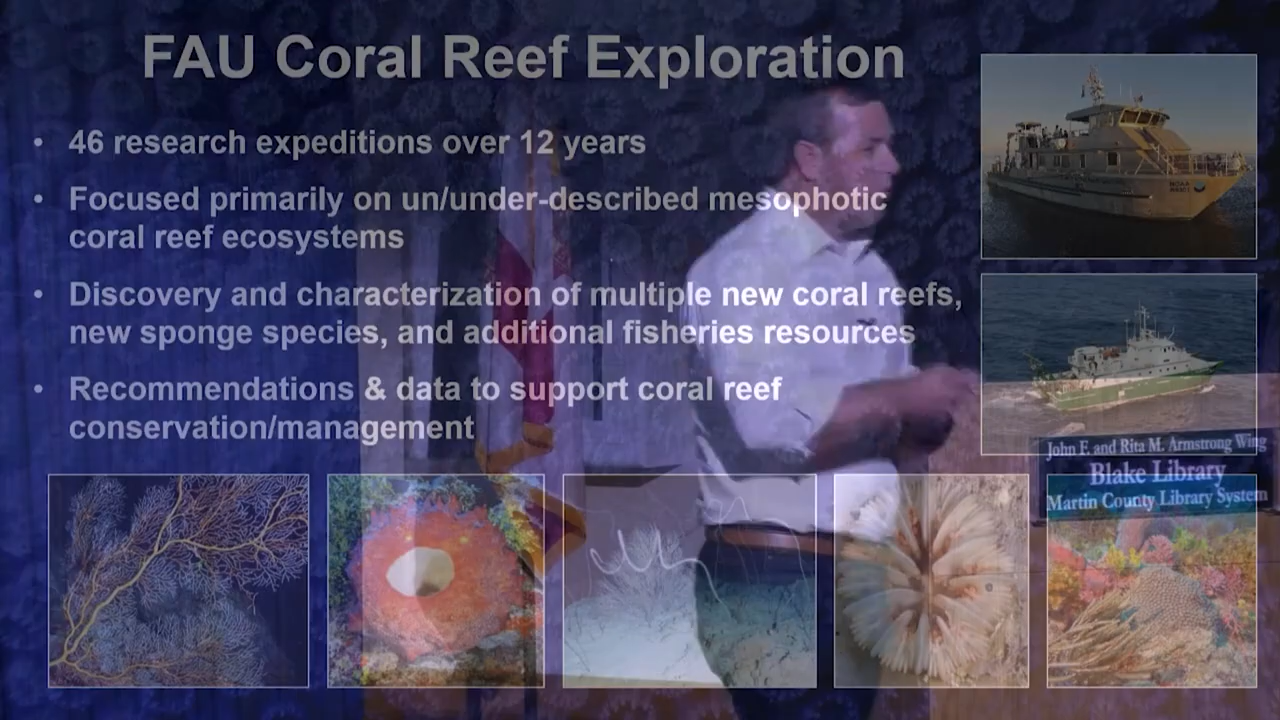 FAU Coral Reef Exploration
• 46 research expeditions over 12 years
• Focused primarily on un/under-described mesophotic
coral reef ecosystems
• Discovery and characterization of multiple new coral reefs,
new sponge species, and additional fisheries resources
• Recommendations & data to support coral reef
conservation/management
John F. and Rita M. Armstrong Wing
Blake Library
Martin County Library System